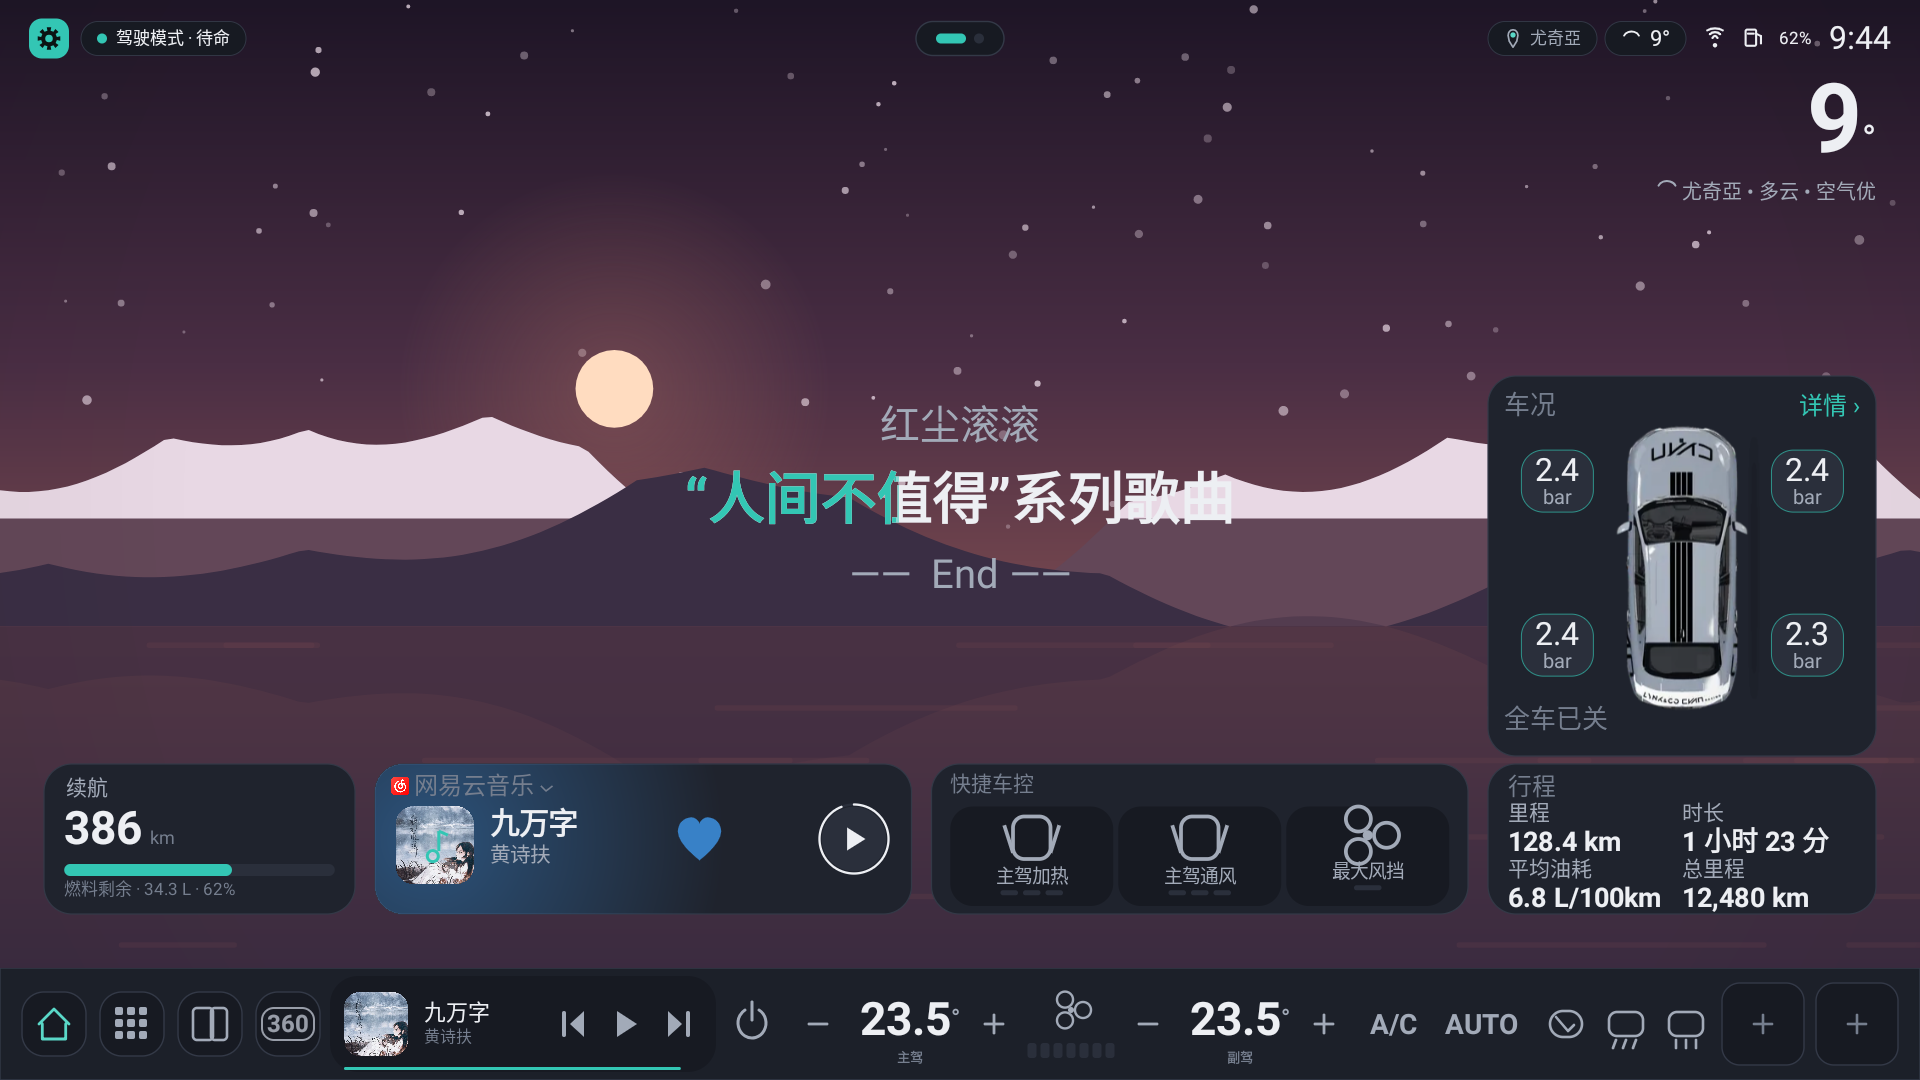 驾驶模式 · 待命
尤奇亞
9°
62%
9:44
9°
尤奇亞 • 多云 • 空气优
红尘滚滚
“人间不值得”系列歌曲
—— End ——
车况
详情 ›
2.4
bar
2.4
bar
2.4
bar
2.3
bar
全车已关
续航
386 km
燃料剩余 · 34.3 L · 62%
网易云音乐
九万字
黄诗扶
快捷车控
主驾加热
主驾通风
最大风挡
行程
里程
128.4 km
时长
1 小时 23 分
平均油耗
6.8 L/100km
总里程
12,480 km
360
九万字
黄诗扶
− 23.5° +
主驾
− 23.5° +
副驾
A/C
AUTO
+
+